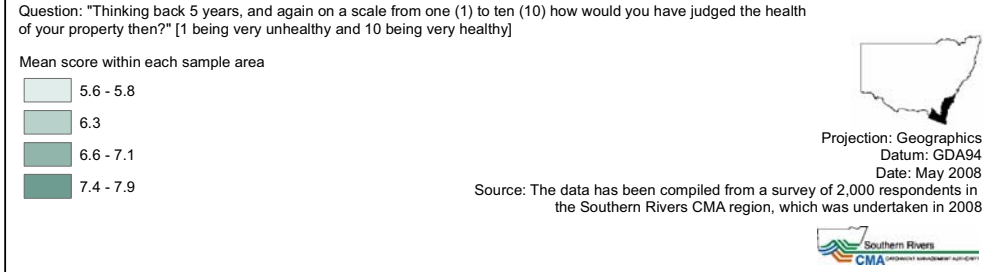 Question: "Thinking back 5 years, and again on a scale from one (1) to ten (10) how would you have judged the health
of your property then?" [1 being very unhealthy and 10 being very healthy]
Mean score within each sample area
5.6 - 5.8
6.3
6.6 - 7.1
7.4 - 7.9
Projection: Geographics
Datum: GDA94
Date: May 2008
Source: The data has been compiled from a survey of 2,000 respondents in
the Southern Rivers CMA region, which was undertaken in 2008
Southern Rivers
CMA CATCHMENT MANAGEMENT AUTHORITY